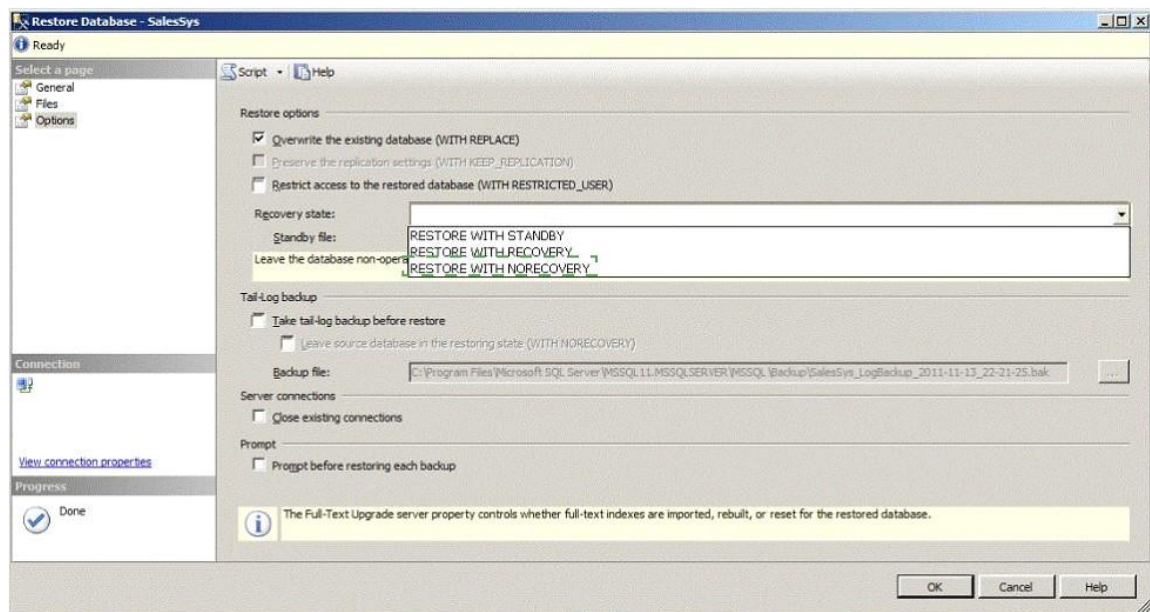 Restore Database - SalesSys
Ready
Select a page
General
Files
Options
Script
Help
Restore options
Overwrite the existing database (WITH REPLACE)
Preserve the replication settings (WITH KEEP_REPLICATION)
Restrict access to the restored database (WITH RESTRICTED_USER)
Recovery state:
Standby file:
RESTORE WITH STANDBY
RESTORE WITH RECOVERY
Leave the database non-opera
RESTORE WITH NORECOVERY
Tail-Log backup
Take tail-log backup before restore
Leave source database in the restoring state (WITH NORECOVERY)
Backup file:
C:\Program Files\Microsoft SQL Server\MSSQL11.MSSQLSERVER\MSSQL\Backup\SalesSys_LogBackup_2011-11-13_22-21-25.bak
...
Server connections
Close existing connections
Prompt
Prompt before restoring each backup
Connection
View connection properties
Progress
Done
The Full-Text Upgrade server property controls whether full-text indexes are imported, rebuilt, or reset for the restored database.
OK
Cancel
Help